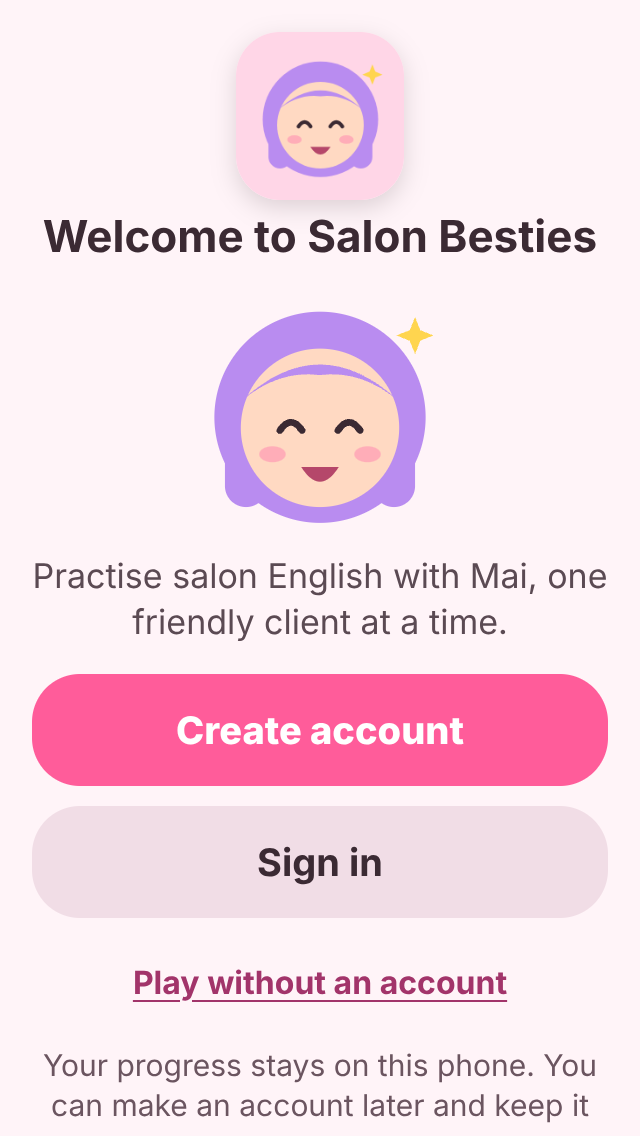 Welcome to Salon Besties
Practise salon English with Mai, one
friendly client at a time.
Create account
Sign in
Play without an account
Your progress stays on this phone. You
can make an account later and keep it